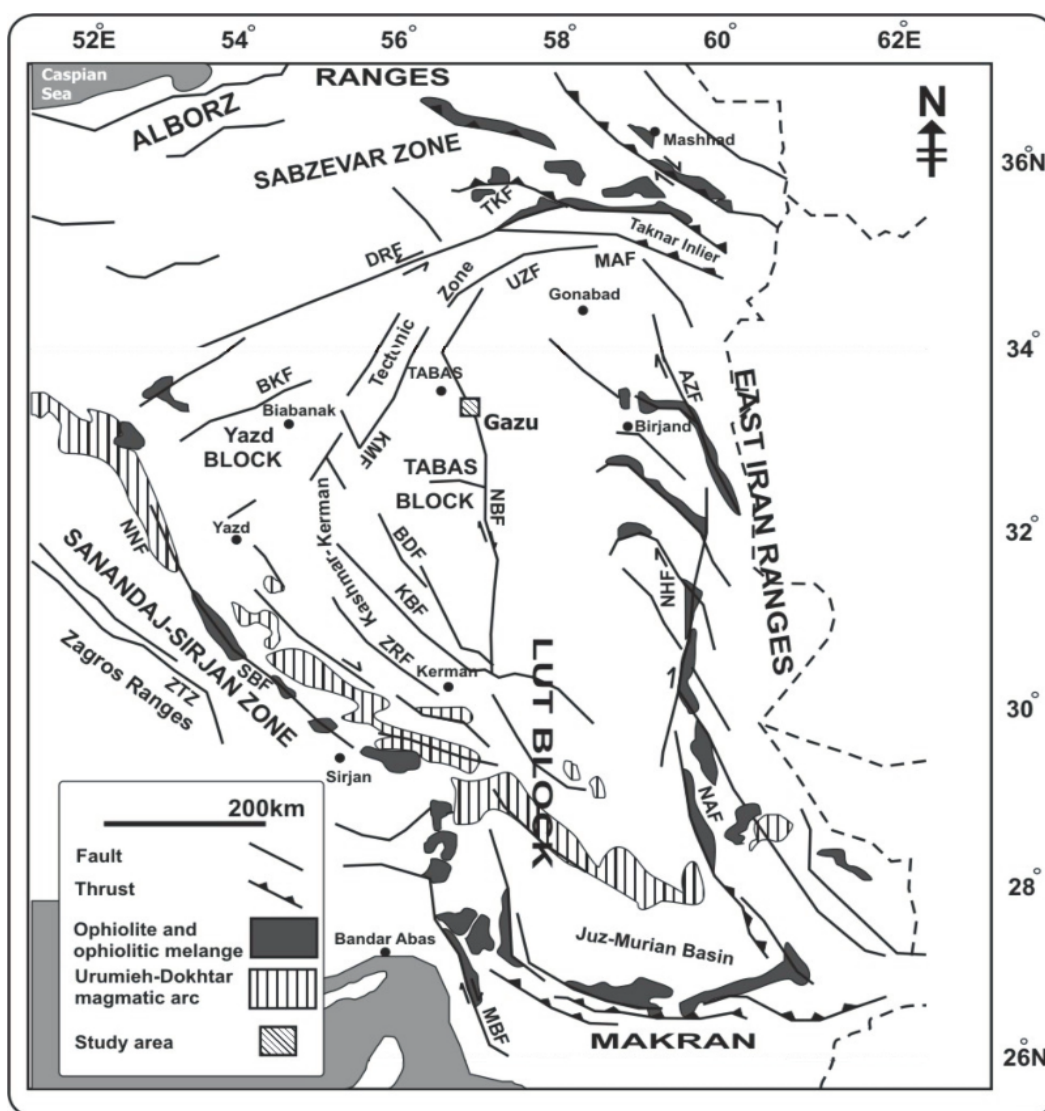 52°E 54° 56° 58° 60° 62°E
Caspian
Sea
RANGES
ALBORZ
N
Mashhad
36°N
SABZEVAR ZONE
TKF
Taknar Inlier
DRF
MAF
UZF
Zone
Gonabad
34°
Tectonic
TABAS
AZF
BKF
Biabanak
Gazu
Birjand
EAST IRAN RANGES
Yazd
BLOCK
KMF
TABAS
BLOCK
NBF
Yazd
32°
NNF
BDF
Kashmar-Kerman
NHF
SANANDAJ-SIRJAN ZONE
KBF
ZRF
Kerman
LUT BLOCK
SBF
ZTZ
Zagros Ranges
30°N
Sirjan
NAF
200km
Fault
Thrust
28°
Ophiolite and
ophiolitic melange
Bandar Abas
Juz-Murian Basin
Urumieh-Dokhtar
magmatic arc
Study area
MBF
MAKRAN
26°N